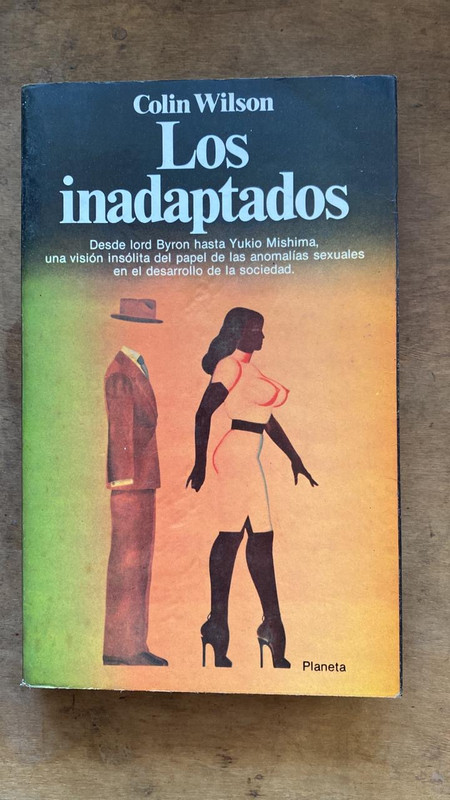 Colin Wilson
Los
inadaptados
Desde lord Byron hasta Yukio Mishima,
una visión insólita del papel de las anomalías sexuales
en el desarrollo de la sociedad.
Planeta